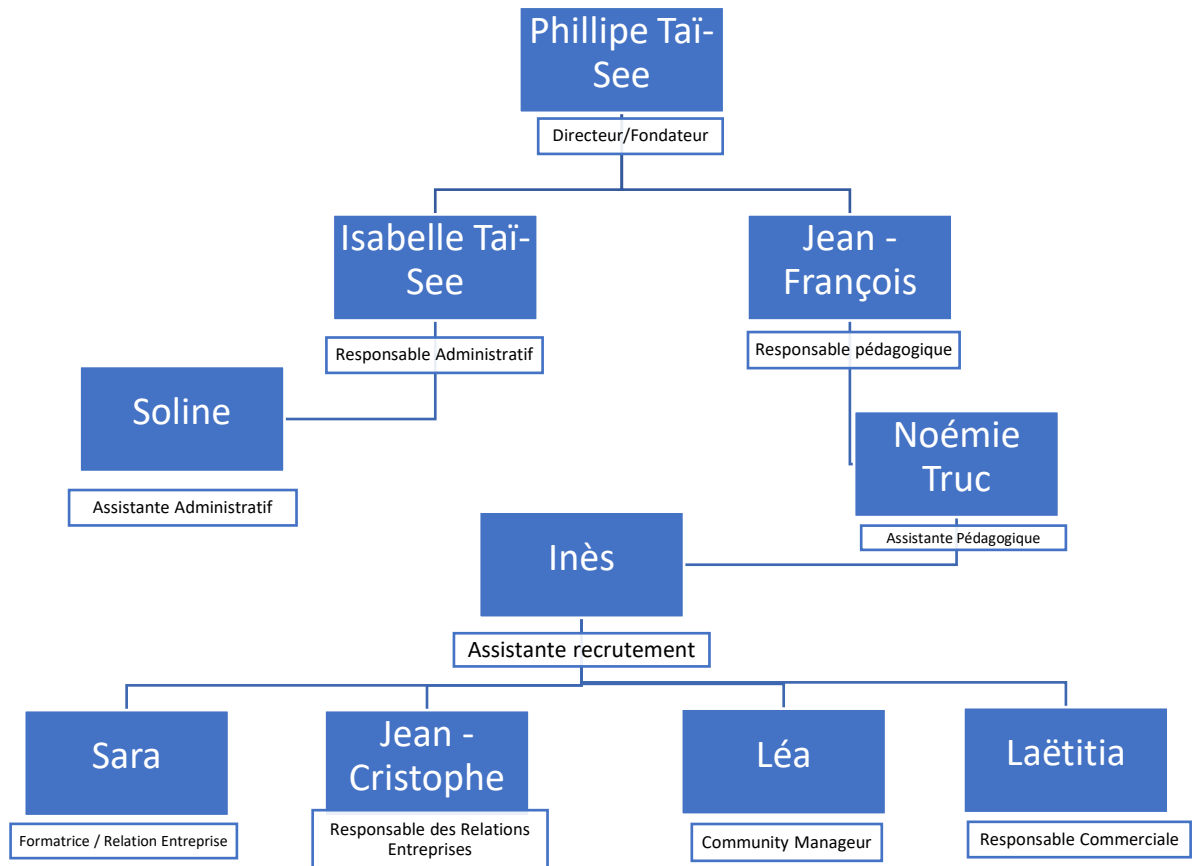 Phillipe Taï-
See
Directeur/Fondateur
Isabelle Taï-
See
Responsable Administratif
Jean -
François
Responsable pédagogique
Soline
Assistante Administratif
Noémie
Truc
Assistante Pédagogique
Inès
Assistante recrutement
Sara
Formatrice / Relation Entreprise
Jean -
Cristophe
Responsable des Relations
Entreprises
Léa
Community Manageur
Laëtitia
Responsable Commerciale